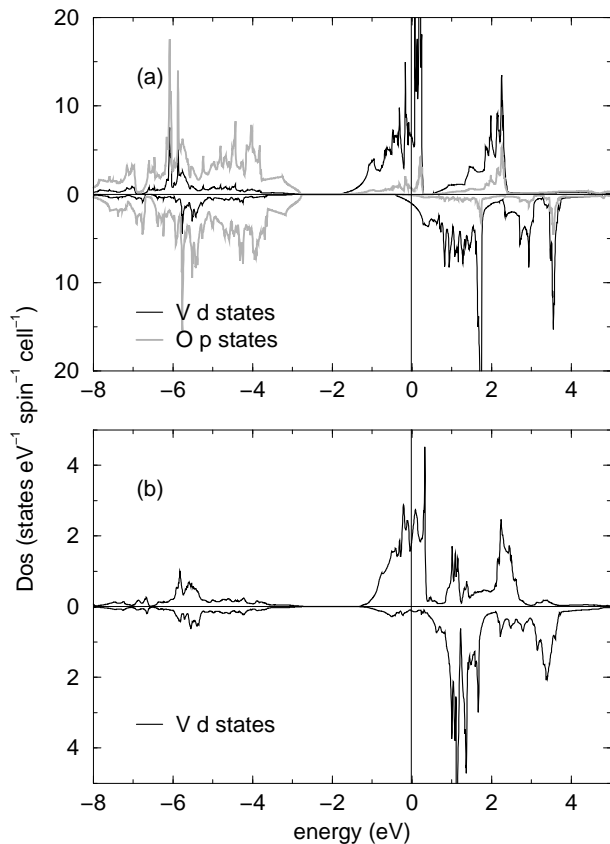 20
(a)
10
0
10
V d states
O p states
20
−8 −6 −4 −2 0 2 4
Dos (states eV⁻¹ spin⁻¹ cell⁻¹)
4
(b)
2
0
2
V d states
4
−8 −6 −4 −2 0 2 4
energy (eV)